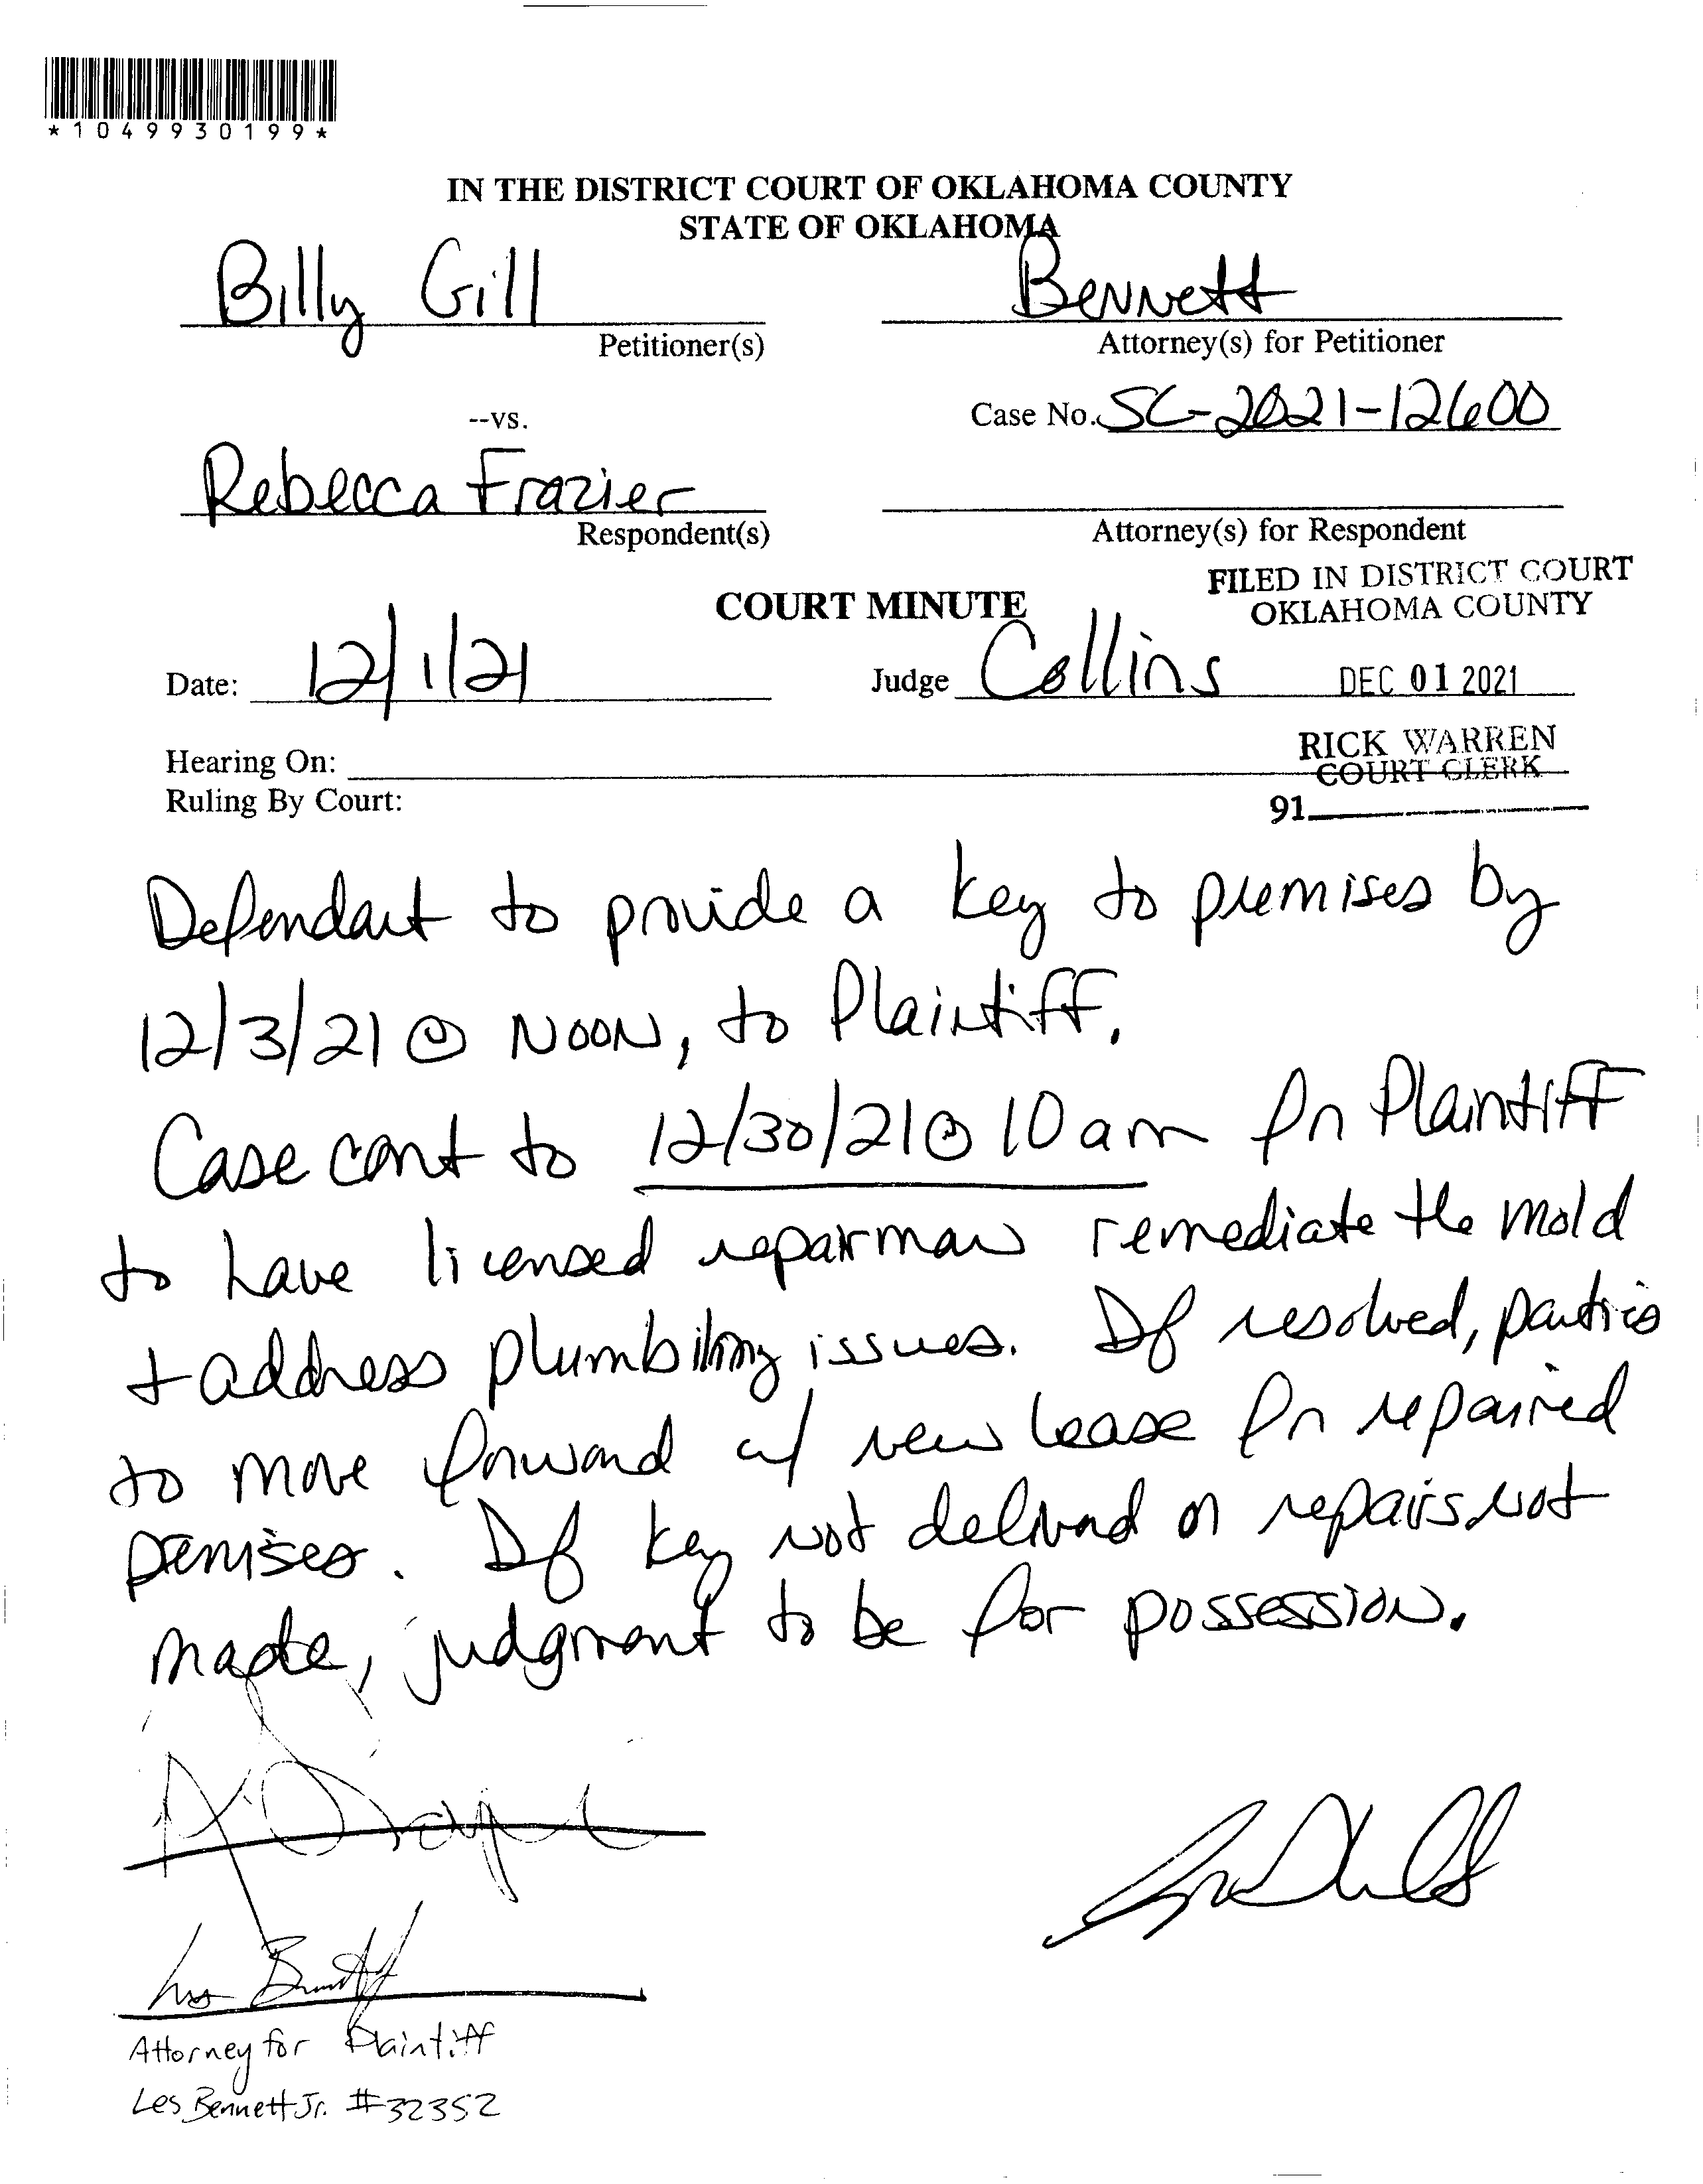 *1049930199*
IN THE DISTRICT COURT OF OKLAHOMA COUNTY
STATE OF OKLAHOMA
Billy Gill
Bennett
Petitioner(s)
Attorney(s) for Petitioner
--vs.
Case No. SC-2021-12600
Rebecca Frazier
Respondent(s)
Attorney(s) for Respondent
FILED IN DISTRICT COURT
OKLAHOMA COUNTY
COURT MINUTE
Date: 12/1/21
Judge Collins
DEC 01 2021
Hearing On:
RICK WARREN
COURT CLERK
Ruling By Court:
91
Defendant to provide a key to premises by
12/3/21 @ NOON, to Plaintiff.
Case cont to 12/30/21 @ 10 am for Plaintiff
to have licensed repairman remediate the mold
+ address plumbing issues. If resolved, parties
to move forward w/ new lease for repaired
premises. If key not delivered or repairs not
made, judgment to be for possession.
Les Bennett
Attorney for Plaintiff
Les Bennett Jr. #32352